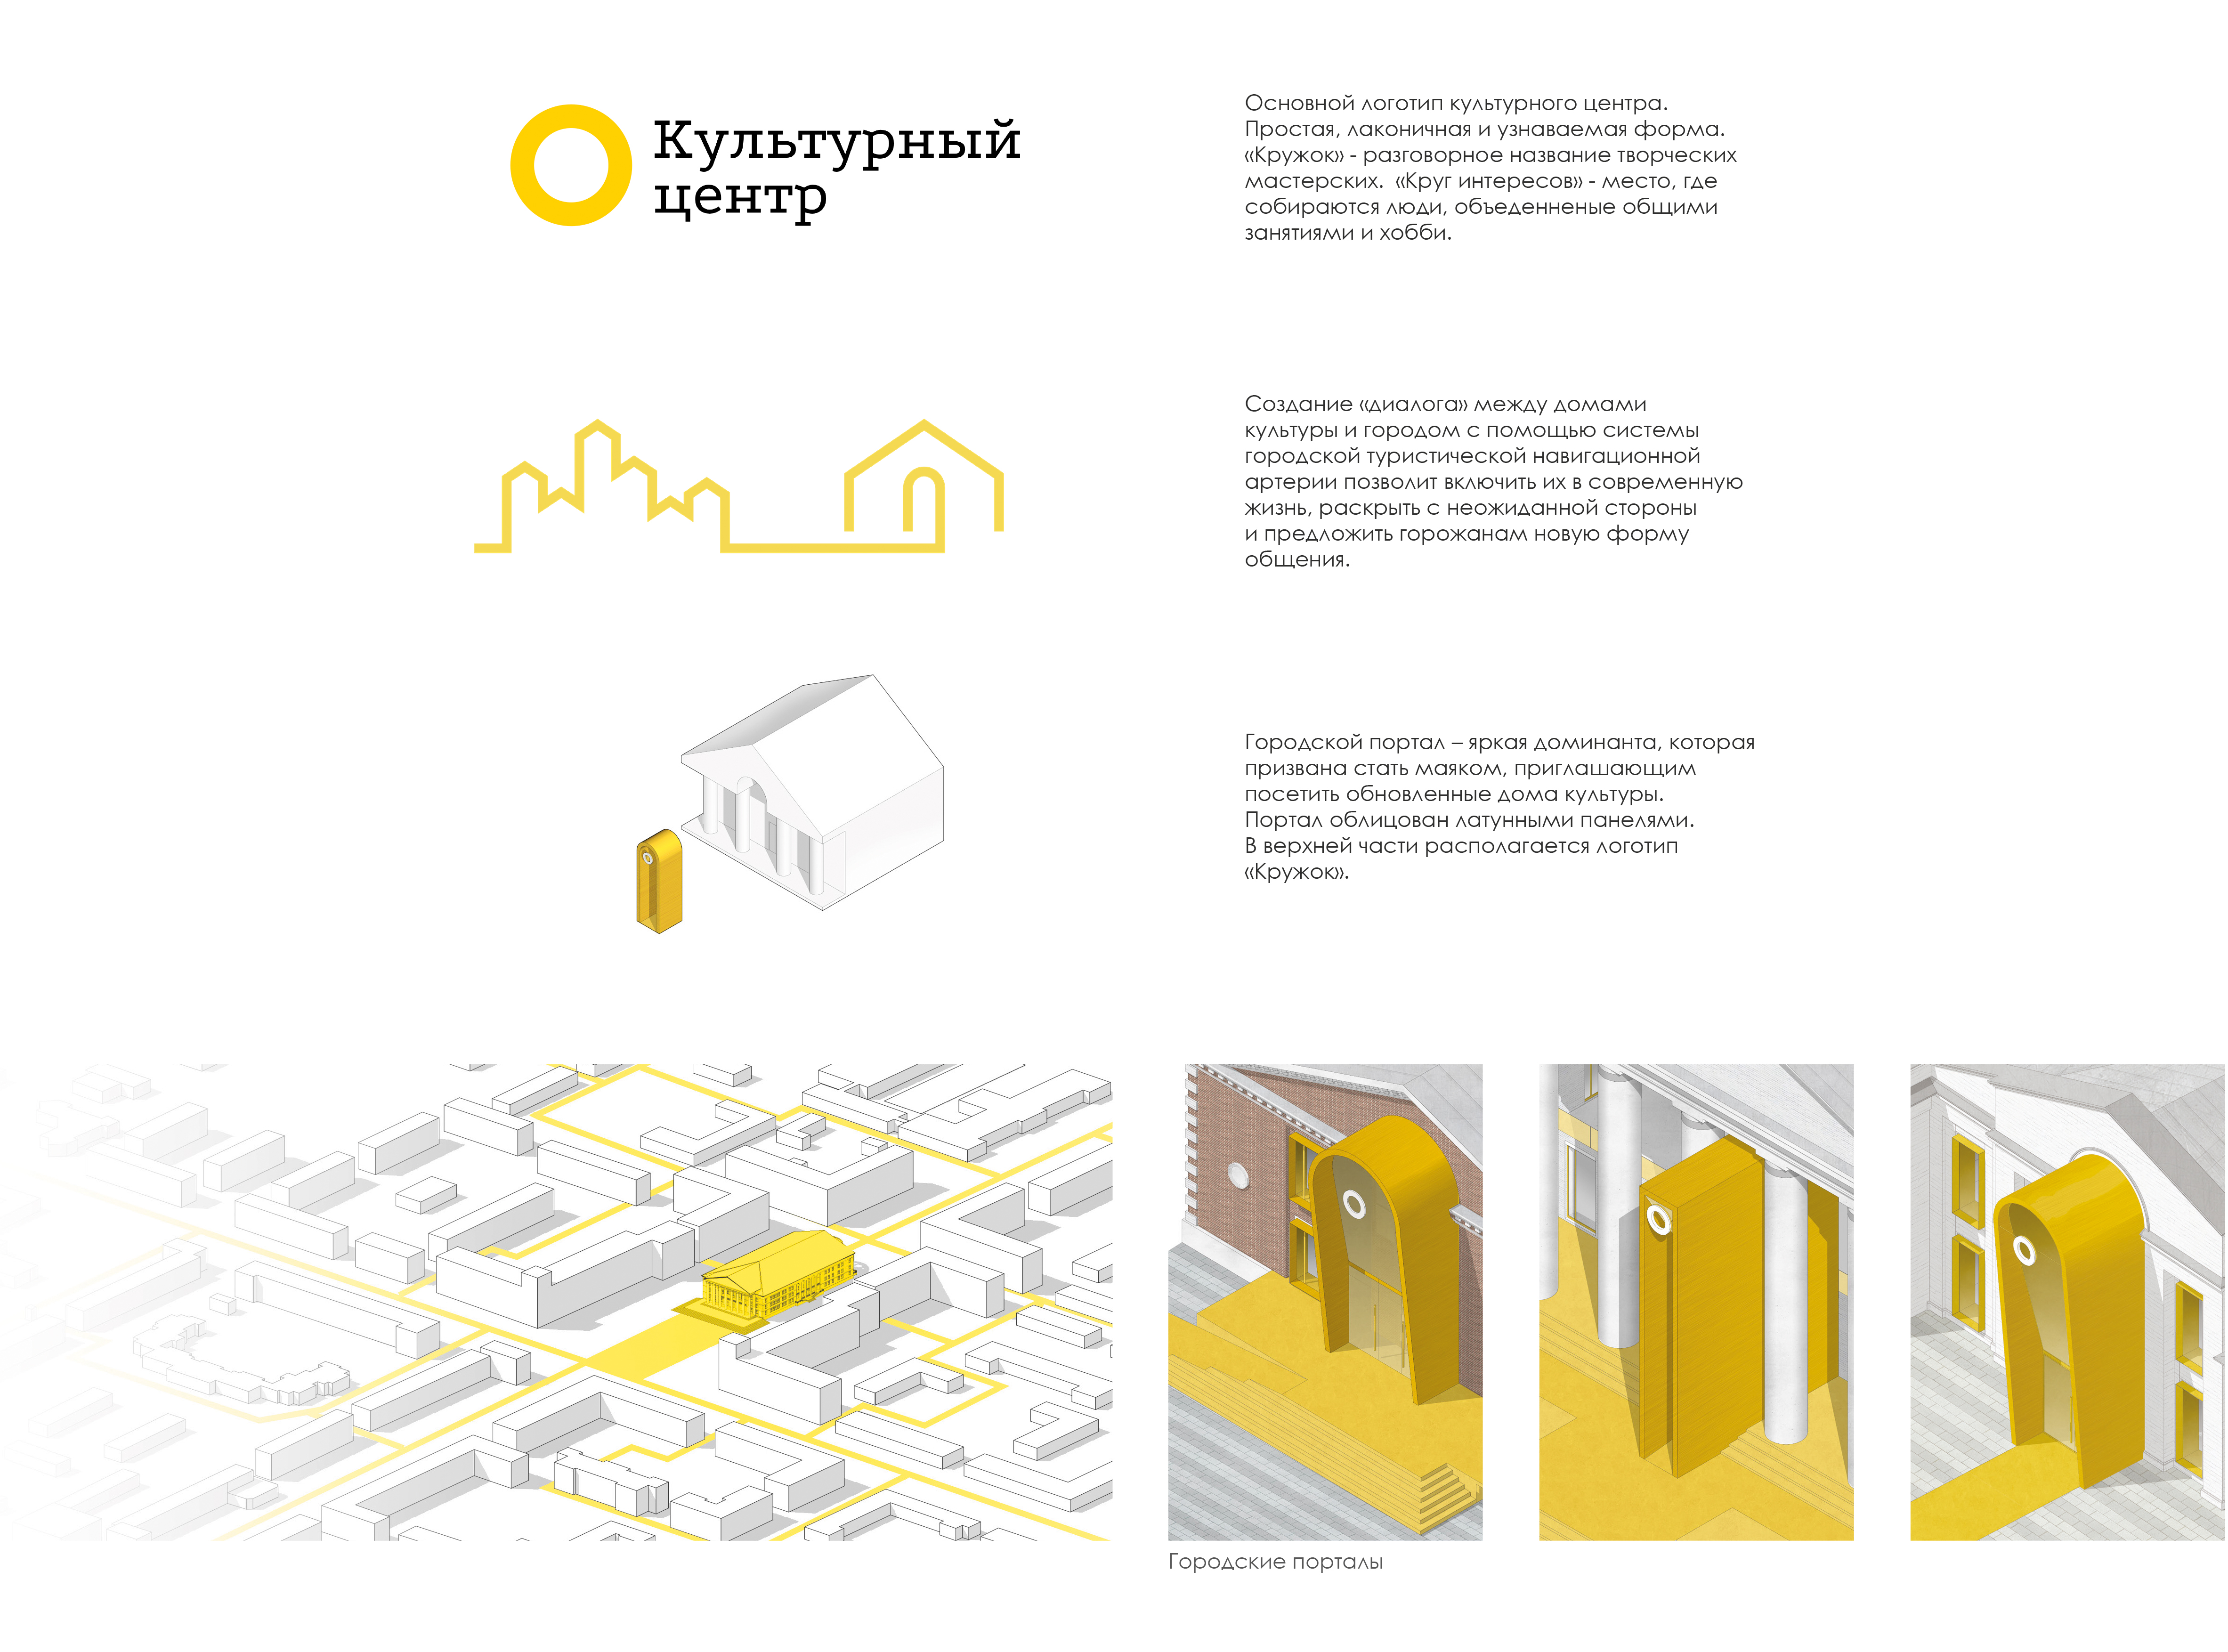 Культурный
центр
Основной логотип культурного центра.
Простая, лаконичная и узнаваемая форма.
«Кружок» - разговорное название творческих
мастерских.  «Круг интересов» - место, где
собираются люди, объеденненые общими
занятиями и хобби.
Создание «диалога» между домами
культуры и городом с помощью системы
городской туристической навигационной
артерии позволит включить их в современную
жизнь, раскрыть с неожиданной стороны
и предложить горожанам новую форму
общения.
Городской портал – яркая доминанта, которая
призвана стать маяком, приглашающим
посетить обновленные дома культуры.
Портал облицован латунными панелями.
В верхней части располагается логотип
«Кружок».
Городские порталы